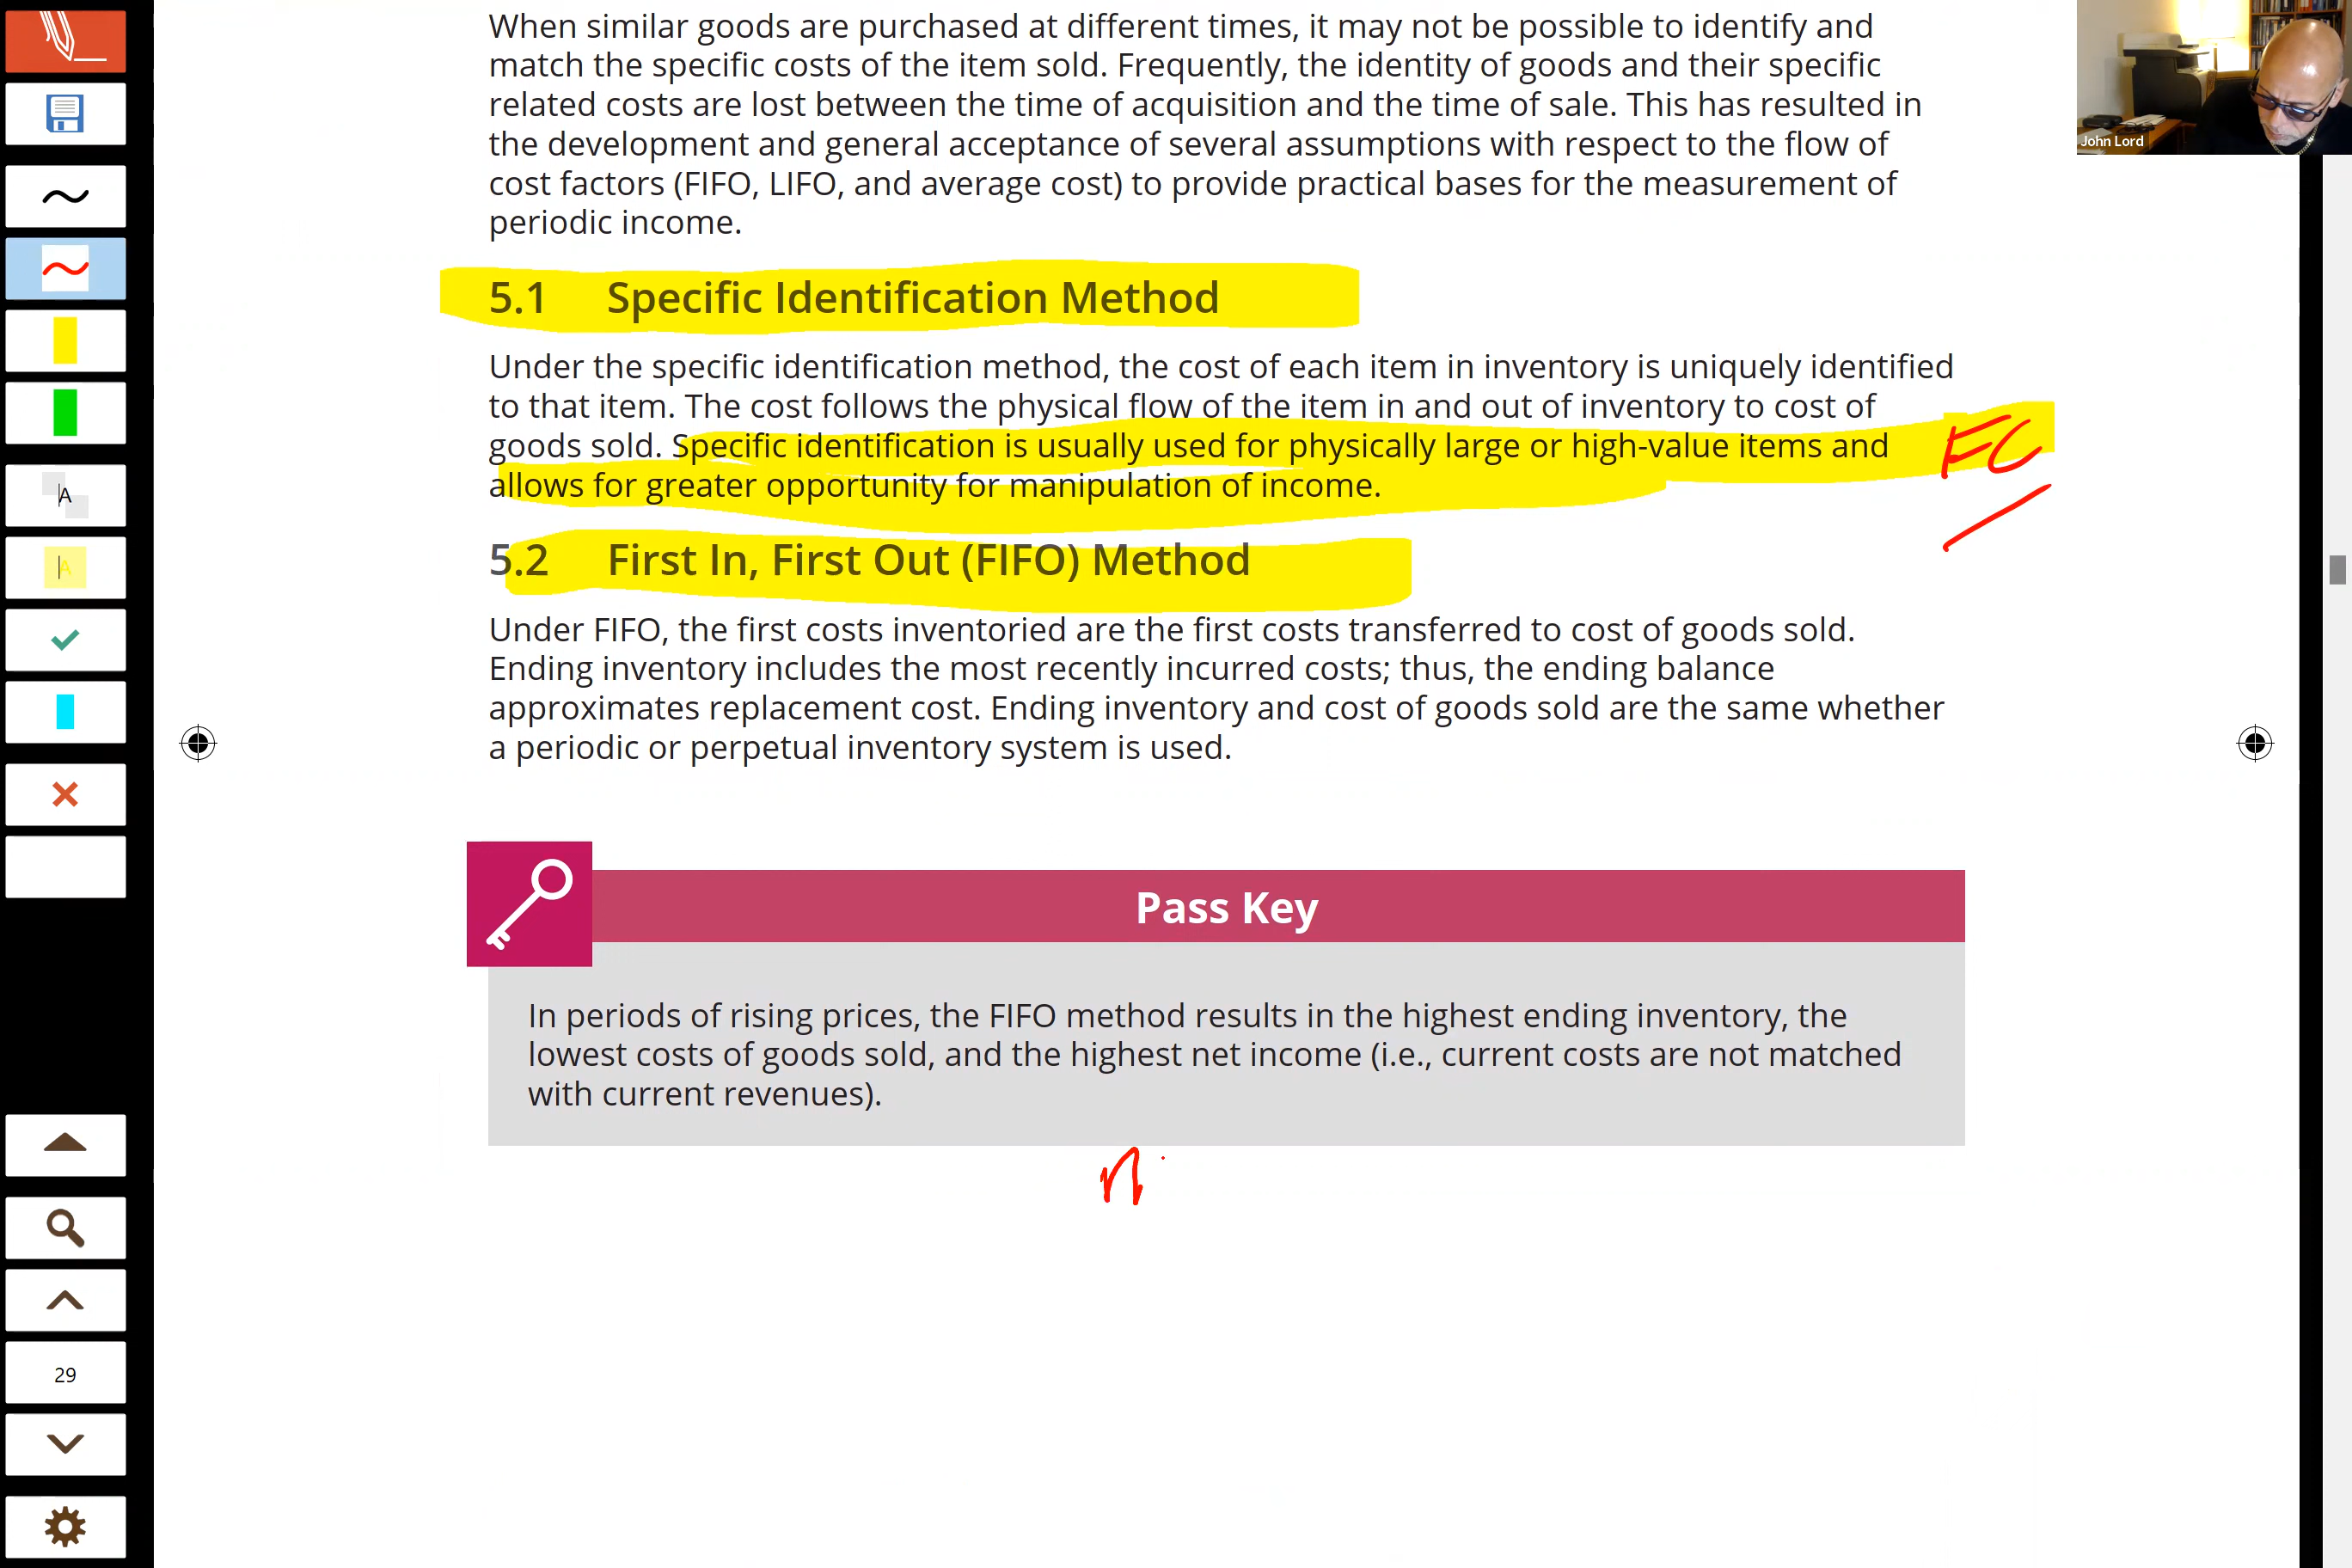 When similar goods are purchased at different times, it may not be possible to identify and
match the specific costs of the item sold. Frequently, the identity of goods and their specific
related costs are lost between the time of acquisition and the time of sale. This has resulted in
the development and general acceptance of several assumptions with respect to the flow of
cost factors (FIFO, LIFO, and average cost) to provide practical bases for the measurement of
periodic income.
John Lord
5.1 Specific Identification Method
Under the specific identification method, the cost of each item in inventory is uniquely identified
to that item. The cost follows the physical flow of the item in and out of inventory to cost of
goods sold. Specific identification is usually used for physically large or high-value items and
allows for greater opportunity for manipulation of income.
FC
5.2 First In, First Out (FIFO) Method
Under FIFO, the first costs inventoried are the first costs transferred to cost of goods sold.
Ending inventory includes the most recently incurred costs; thus, the ending balance
approximates replacement cost. Ending inventory and cost of goods sold are the same whether
a periodic or perpetual inventory system is used.
Pass Key
In periods of rising prices, the FIFO method results in the highest ending inventory, the
lowest costs of goods sold, and the highest net income (i.e., current costs are not matched
with current revenues).
A
A
29